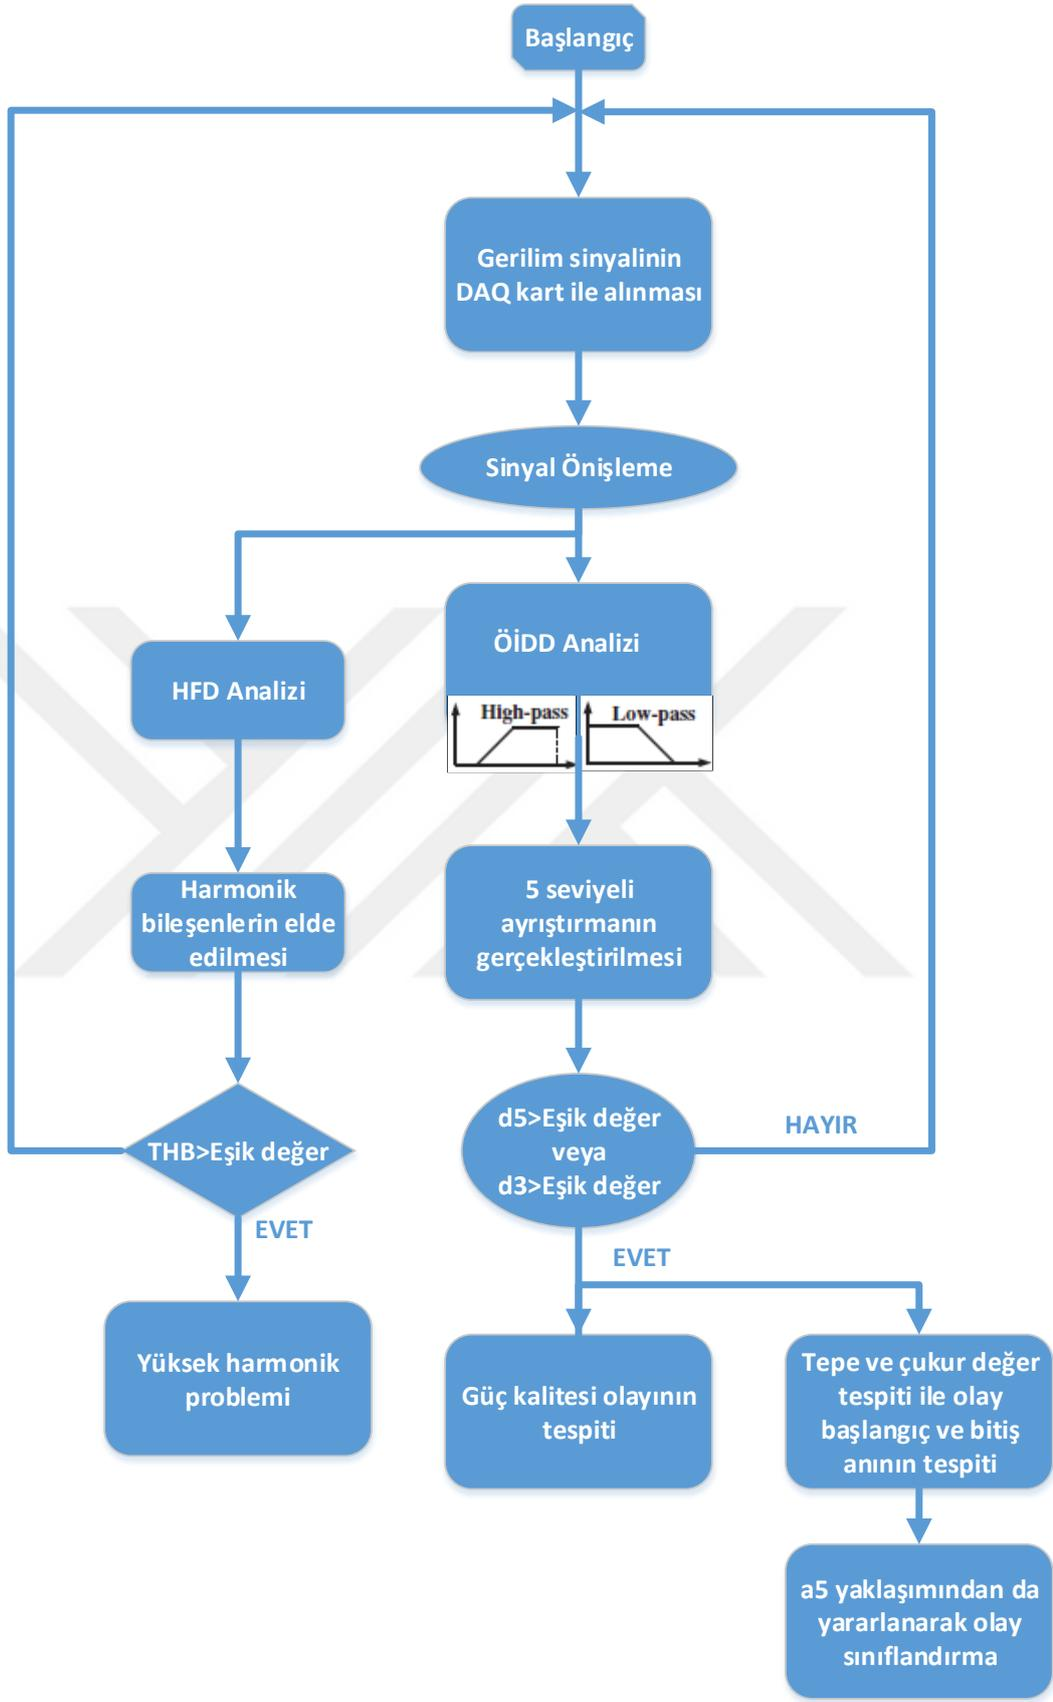 Başlangıç
Gerilim sinyalinin
DAQ kart ile alınması
Sinyal Önişleme
HFD Analizi
ÖİDD Analizi
High-pass
Low-pass
Harmonik
bileşenlerin elde
edilmesi
5 seviyeli
ayrıştırmanın
gerçekleştirilmesi
THB>Eşik değer
d5>Eşik değer
veya
d3>Eşik değer
HAYIR
EVET
EVET
Yüksek harmonik
problemi
Güç kalitesi olayının
tespiti
Tepe ve çukur değer
tespiti ile olay
başlangıç ve bitiş
anının tespiti
a5 yaklaşımından da
yararlanarak olay
sınıflandırma